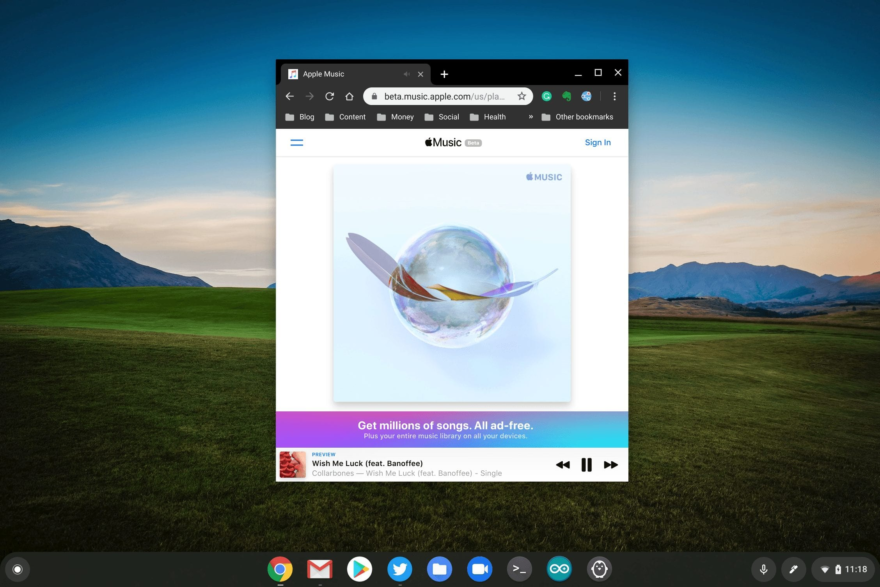 Apple Music
beta.music.apple.com/us/pla...
Blog
Content
Money
Social
Health
»
Other bookmarks
Music Beta
Sign In
MUSIC
Get millions of songs. All ad-free.
Plus your entire music library on all your devices.
PREVIEW
Wish Me Luck (feat. Banoffee)
Collarbones — Wish Me Luck (feat. Banoffee) - Single
>_
11:18